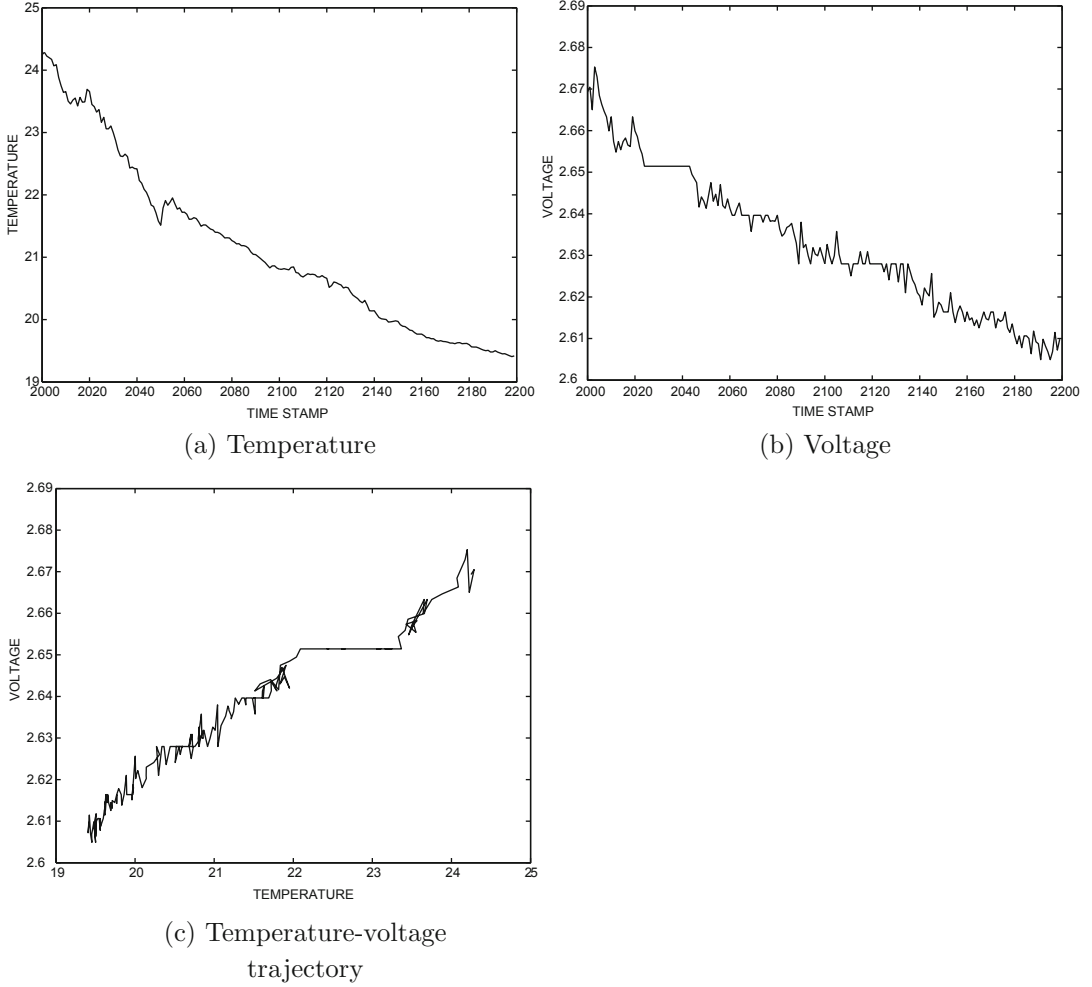 25
24
23
22
21
20
19
TEMPERATURE
2000 2020 2040 2060 2080 2100 2120 2140 2160 2180 2200
TIME STAMP
(a) Temperature
2.69
2.68
2.67
2.66
2.65
2.64
2.63
2.62
2.61
2.6
VOLTAGE
2000 2020 2040 2060 2080 2100 2120 2140 2160 2180 2200
TIME STAMP
(b) Voltage
2.69
2.68
2.67
2.66
2.65
2.64
2.63
2.62
2.61
2.6
VOLTAGE
19 20 21 22 23 24 25
TEMPERATURE
(c) Temperature-voltage
trajectory